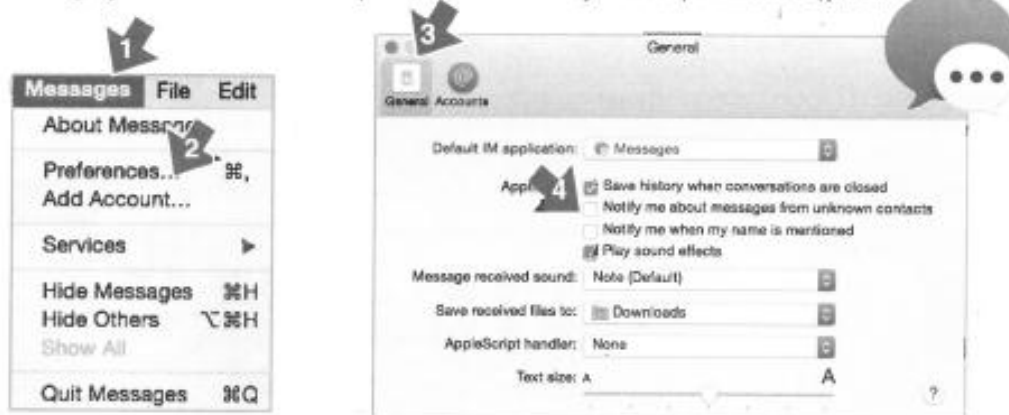 1
Messages File Edit
About Message
2
Preferences... ⌘,
Add Account...
Services ▶
Hide Messages ⌘H
Hide Others ⌥⌘H
Show All
Quit Messages ⌘Q
3
General
General Accounts
Default IM application: Messages
4
Save history when conversations are closed
Notify me about messages from unknown contacts
Notify me when my name is mentioned
Play sound effects
Message received sound: Note (Default)
Save received files to: Downloads
AppleScript handler: None
Text size: A A
?